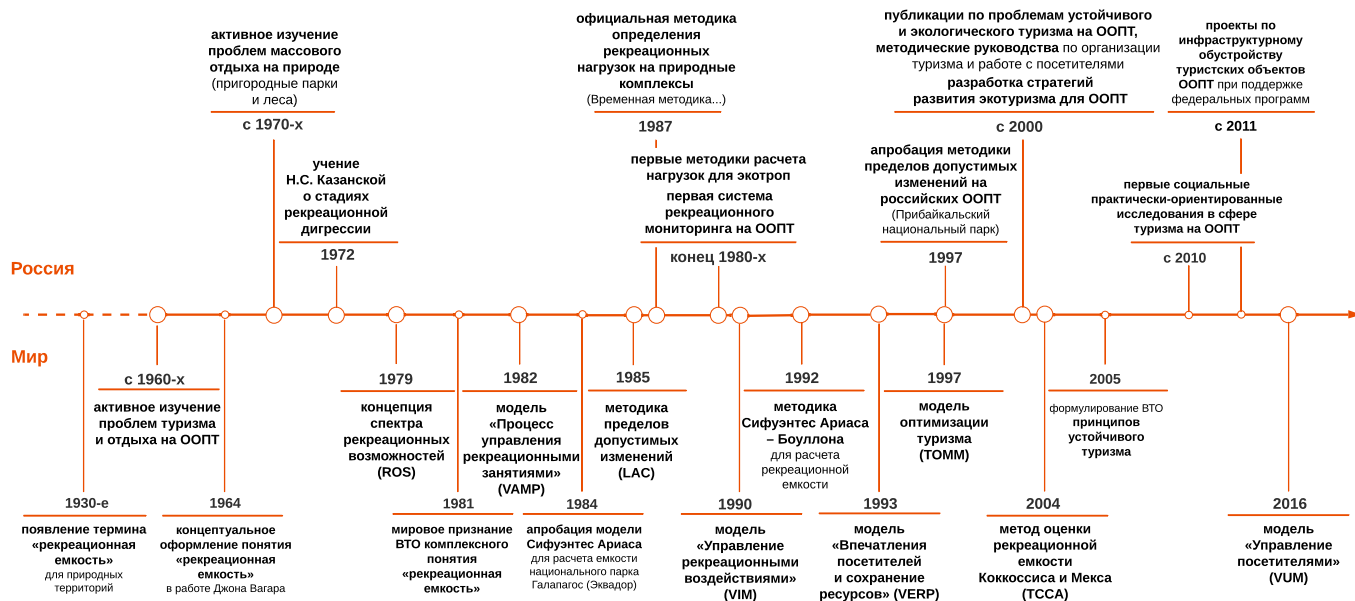 активное изучение
проблем массового
отдыха на природе
(пригородные парки
и леса)
с 1970-х
учение
Н.С. Казанской
о стадиях
рекреационной
дигрессии
1972
официальная методика
определения
рекреационных
нагрузок на природные
комплексы
(Временная методика...)
1987
первые методики расчета
нагрузок для экотроп
первая система
рекреационного
мониторинга на ООПТ
конец 1980-х
публикации по проблемам устойчивого
и экологического туризма на ООПТ,
методические руководства по организации
туризма и работе с посетителями
разработка стратегий
развития экотуризма для ООПТ
с 2000
апробация методики
пределов допустимых
изменений на
российских ООПТ
(Прибайкальский
национальный парк)
1997
проекты по
инфраструктурному
обустройству
туристских объектов
ООПТ при поддержке
федеральных программ
с 2011
первые социальные
практически-ориентированные
исследования в сфере
туризма на ООПТ
с 2010
Россия
Мир
с 1960-х
активное изучение
проблем туризма
и отдыха на ООПТ
1979
концепция
спектра
рекреационных
возможностей
(ROS)
1982
модель
«Процесс
управления
рекреационными
занятиями»
(VAMP)
1985
методика
пределов
допустимых
изменений
(LAC)
1992
методика
Сифуэнтес Ариаса
– Боуллона
для расчета
рекреационной
емкости
1997
модель
оптимизации
туризма
(TOMM)
2005
формулирование ВТО
принципов
устойчивого
туризма
1930-е
появление термина
«рекреационная
емкость»
для природных
территорий
1964
концептуальное
оформление понятия
«рекреационная
емкость»
в работе Джона Вагара
1981
мировое признание
ВТО комплексного
понятия
«рекреационная
емкость»
1984
апробация модели
Сифуэнтес Ариаса
для расчета емкости
национального парка
Галапагос (Эквадор)
1990
модель
«Управление
рекреационными
воздействиями»
(VIM)
1993
модель
«Впечатления
посетителей
и сохранение
ресурсов» (VERP)
2004
метод оценки
рекреационной
емкости
Коккоссиса и Мекса
(TCCA)
2016
модель
«Управление
посетителями»
(VUM)